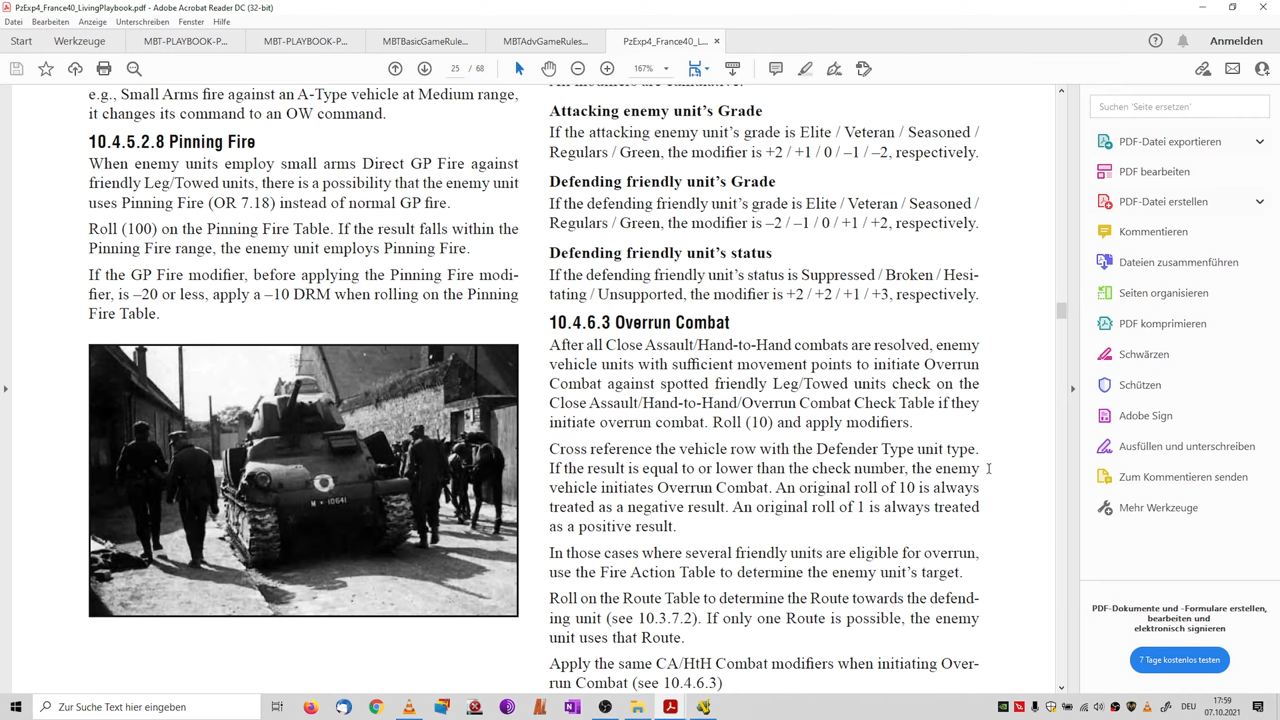 PzExp4_France40_LivingPlaybook.pdf - Adobe Acrobat Reader DC (32-bit)
Datei Bearbeiten Anzeige Unterschreiben Fenster Hilfe
Start Werkzeuge MBT-PLAYBOOK-P... MBT-PLAYBOOK-P... MBTBasicGameRule... MBTAdvGameRules... PzExp4_France40_L... × Anmelden
25 / 68 167%
e.g., Small Arms fire against an A-Type vehicle at Medium range,
it changes its command to an OW command.
10.4.5.2.8 Pinning Fire
When enemy units employ small arms Direct GP Fire against
friendly Leg/Towed units, there is a possibility that the enemy unit
uses Pinning Fire (OR 7.18) instead of normal GP fire.
Roll (100) on the Pinning Fire Table. If the result falls within the
Pinning Fire range, the enemy unit employs Pinning Fire.
If the GP Fire modifier, before applying the Pinning Fire modi-
fier, is –20 or less, apply a –10 DRM when rolling on the Pinning
Fire Table.
M 10641
All modifiers are cumulative.
Attacking enemy unit's Grade
If the attacking enemy unit's grade is Elite / Veteran / Seasoned /
Regulars / Green, the modifier is +2 / +1 / 0 / –1 / –2, respectively.
Defending friendly unit's Grade
If the defending friendly unit's grade is Elite / Veteran / Seasoned /
Regulars / Green, the modifier is –2 / –1 / 0 / +1 / +2, respectively.
Defending friendly unit's status
If the defending friendly unit's status is Suppressed / Broken / Hesi-
tating / Unsupported, the modifier is +2 / +2 / +1 / +3, respectively.
10.4.6.3 Overrun Combat
After all Close Assault/Hand-to-Hand combats are resolved, enemy
vehicle units with sufficient movement points to initiate Overrun
Combat against spotted friendly Leg/Towed units check on the
Close Assault/Hand-to-Hand/Overrun Combat Check Table if they
initiate overrun combat. Roll (10) and apply modifiers.
Cross reference the vehicle row with the Defender Type unit type.
If the result is equal to or lower than the check number, the enemy
vehicle initiates Overrun Combat. An original roll of 10 is always
treated as a negative result. An original roll of 1 is always treated
as a positive result.
In those cases where several friendly units are eligible for overrun,
use the Fire Action Table to determine the enemy unit's target.
Roll on the Route Table to determine the Route towards the defend-
ing unit (see 10.3.7.2). If only one Route is possible, the enemy
unit uses that Route.
Apply the same CA/HtH Combat modifiers when initiating Over-
run Combat (see 10.4.6.3)
Suchen 'Seite ersetzen'
PDF-Datei exportieren
PDF bearbeiten
PDF-Datei erstellen
Kommentieren
Dateien zusammenführen
Seiten organisieren
PDF komprimieren
Schwärzen
Schützen
Adobe Sign
Ausfüllen und unterschreiben
Zum Kommentieren senden
Mehr Werkzeuge
PDF-Dokumente und -Formulare erstellen,
bearbeiten und
elektronisch signieren
7 Tage kostenlos testen
Zur Suche Text hier eingeben
DEU
17:59
07.10.2021